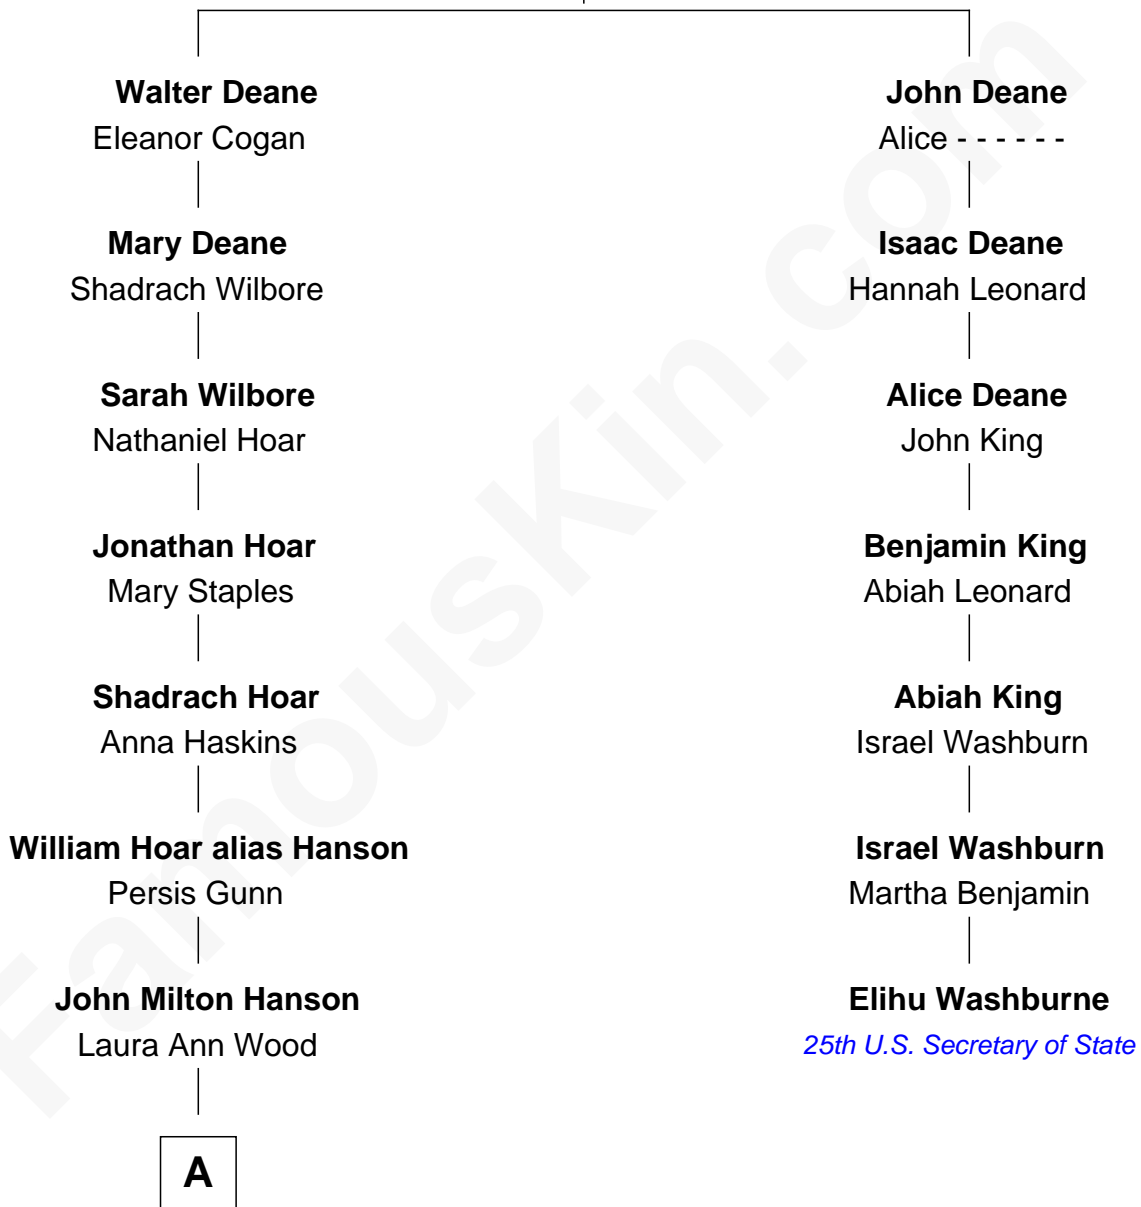 Walter Deane
Eleanor Cogan
John Deane
Alice - - - - - -
Mary Deane
Shadrach Wilbore
Isaac Deane
Hannah Leonard
Sarah Wilbore
Nathaniel Hoar
Alice Deane
John King
Jonathan Hoar
Mary Staples
Benjamin King
Abiah Leonard
Shadrach Hoar
Anna Haskins
Abiah King
Israel Washburn
William Hoar alias Hanson
Persis Gunn
Israel Washburn
Martha Benjamin
John Milton Hanson
Laura Ann Wood
Elihu Washburne
25th U.S. Secretary of State
A
FamousKin.com